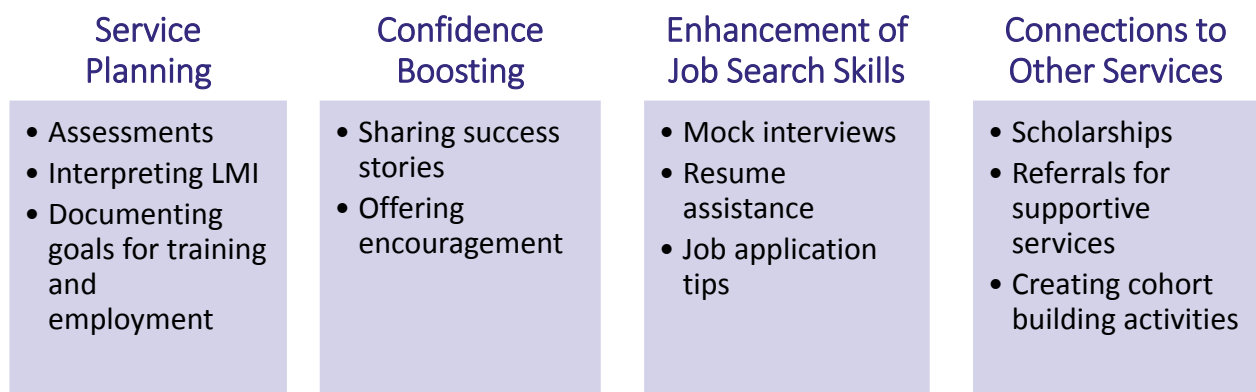 Service
Planning
• Assessments
• Interpreting LMI
• Documenting
goals for training
and
employment
Confidence
Boosting
• Sharing success
stories
• Offering
encouragement
Enhancement of
Job Search Skills
• Mock interviews
• Resume
assistance
• Job application
tips
Connections to
Other Services
• Scholarships
• Referrals for
supportive
services
• Creating cohort
building activities